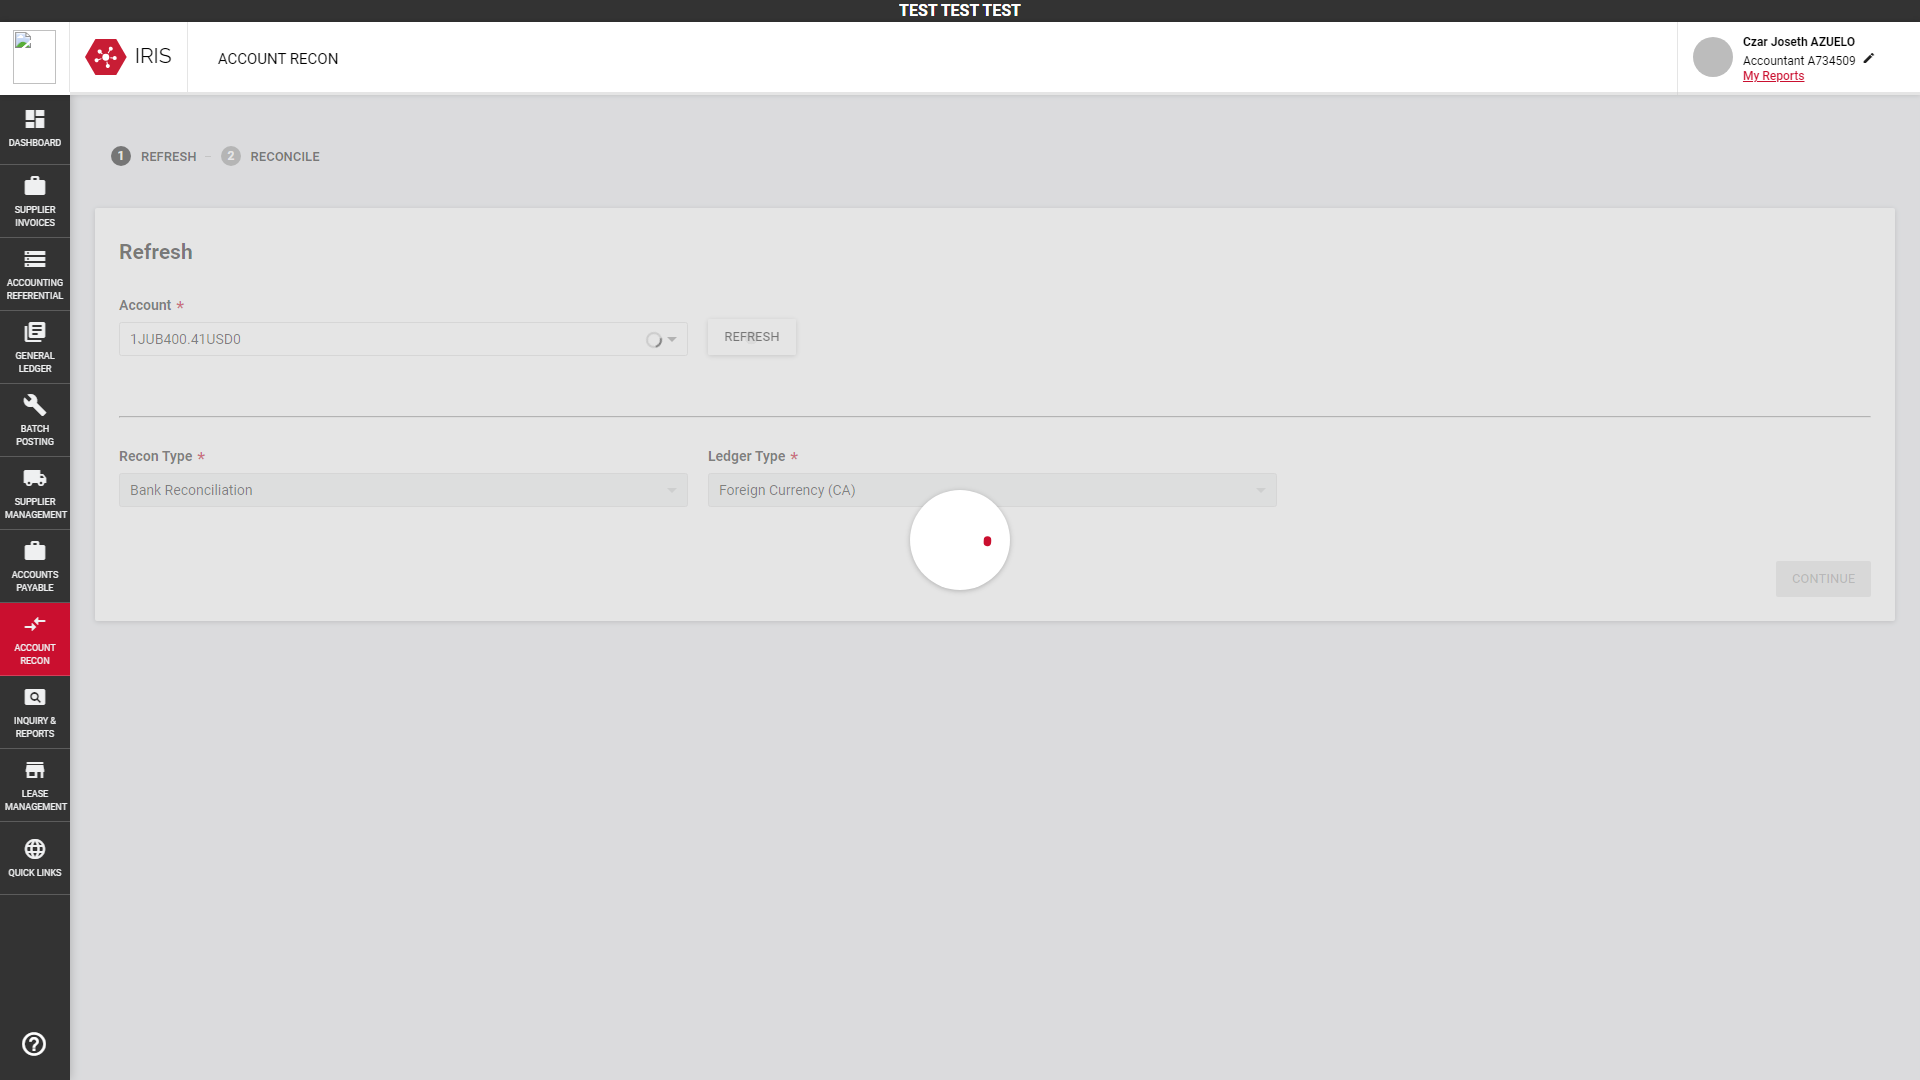 TEST TEST TEST
IRIS
ACCOUNT RECON
Czar Joseth AZUELO
Accountant A734509
My Reports
DASHBOARD
SUPPLIER
INVOICES
ACCOUNTING
REFERENTIAL
GENERAL
LEDGER
BATCH
POSTING
SUPPLIER
MANAGEMENT
ACCOUNTS
PAYABLE
ACCOUNT
RECON
INQUIRY &
REPORTS
LEASE
MANAGEMENT
QUICK LINKS
1 REFRESH - 2 RECONCILE
Refresh
Account *
1JUB400.41USD0
REFRESH
Recon Type *
Ledger Type *
Bank Reconciliation
Foreign Currency (CA)
CONTINUE